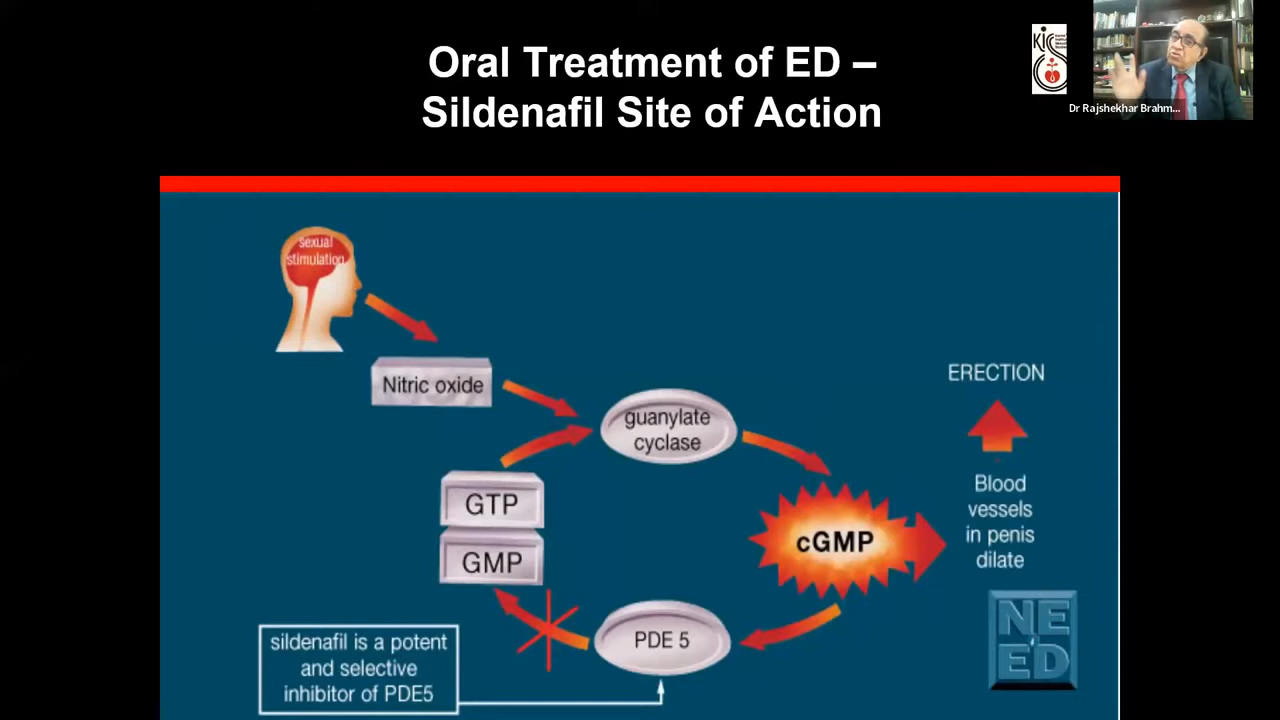 Oral Treatment of ED –
Sildenafil Site of Action
Dr Rajshekhar Brahm...
sexual
stimulation
Nitric oxide
guanylate
cyclase
ERECTION
GTP
GMP
cGMP
Blood
vessels
in penis
dilate
PDE 5
sildenafil is a potent
and selective
inhibitor of PDE5
NE
ED